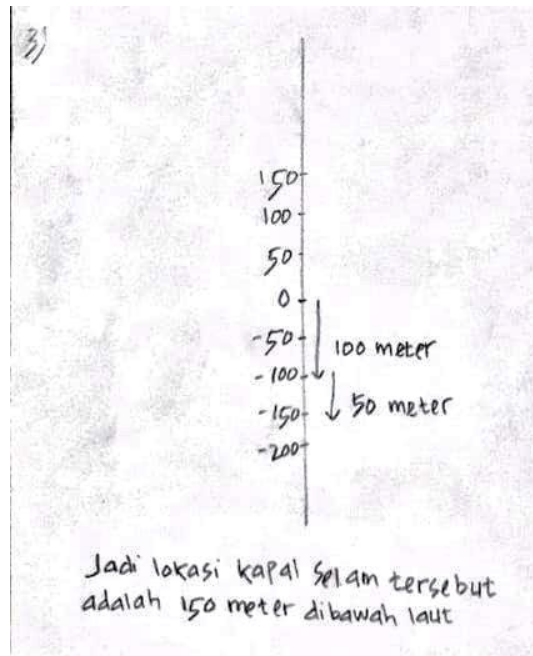 3)
150
100
50
0
-50
100 meter
-100
-150
50 meter
-200
Jadi lokasi kapal selam tersebut
adalah 150 meter dibawah laut